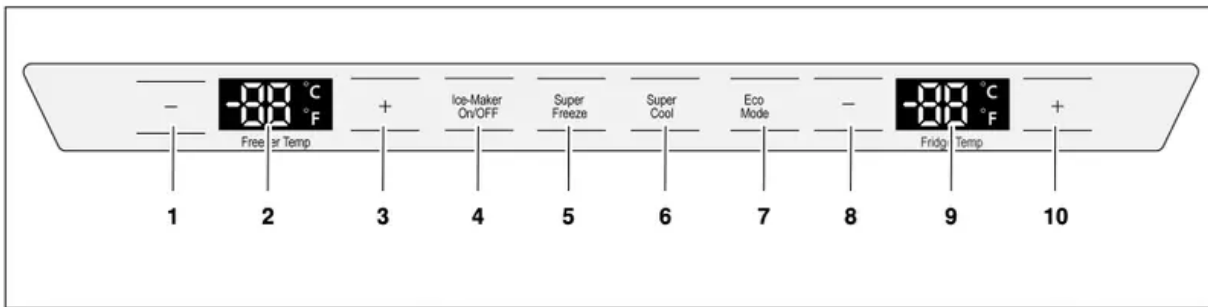 − -88 °C °F + Ice-Maker On/OFF Super Freeze Super Cool Eco Mode − -88 °C °F +
Freezer Temp Fridge Temp
1 2 3 4 5 6 7 8 9 10